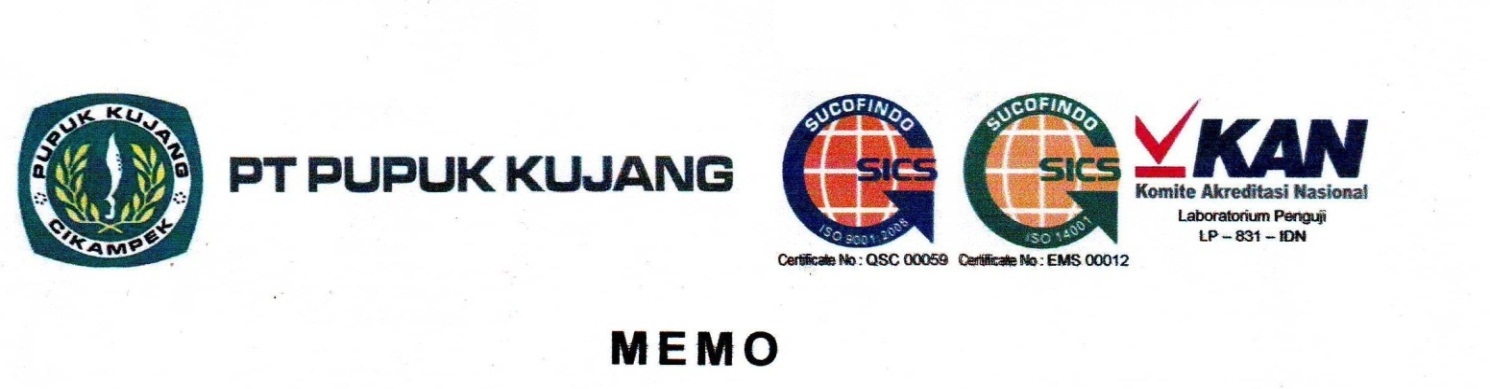 PUPUK KUJANG
CIKAMPEK
PT PUPUK KUJANG
SUCOFINDO
SICS
ISO 9001:2008
Certificate No : QSC 00059
SUCOFINDO
SICS
ISO 14001
Certificate No : EMS 00012
KAN
Komite Akreditasi Nasional
Laboratorium Penguji
LP – 831 – IDN
MEMO